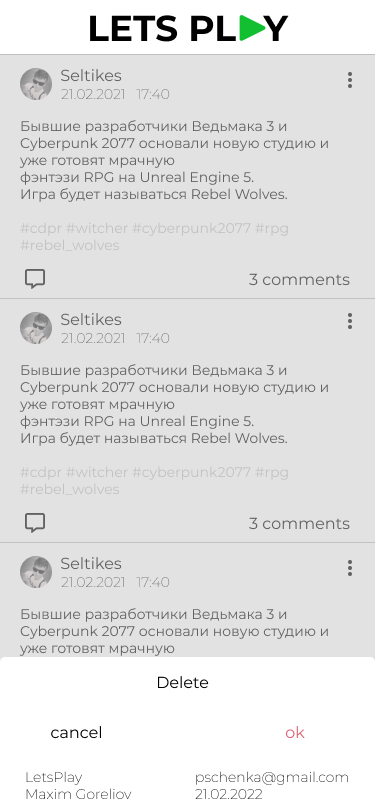 LETS PLAY
Seltikes
21.02.2021 17:40
Бывшие разработчики Ведьмака 3 и
Cyberpunk 2077 основали новую студию и
уже готовят мрачную
фэнтэзи RPG на Unreal Engine 5.
Игра будет называться Rebel Wolves.
#cdpr #witcher #cyberpunk2077 #rpg
#rebel_wolves
3 comments
Seltikes
21.02.2021 17:40
Бывшие разработчики Ведьмака 3 и
Cyberpunk 2077 основали новую студию и
уже готовят мрачную
фэнтэзи RPG на Unreal Engine 5.
Игра будет называться Rebel Wolves.
#cdpr #witcher #cyberpunk2077 #rpg
#rebel_wolves
3 comments
Seltikes
21.02.2021 17:40
Бывшие разработчики Ведьмака 3 и
Cyberpunk 2077 основали новую студию и
уже готовят мрачную
Delete
cancel ok
LetsPlay pschenka@gmail.com
Maxim Goreliov 21.02.2022